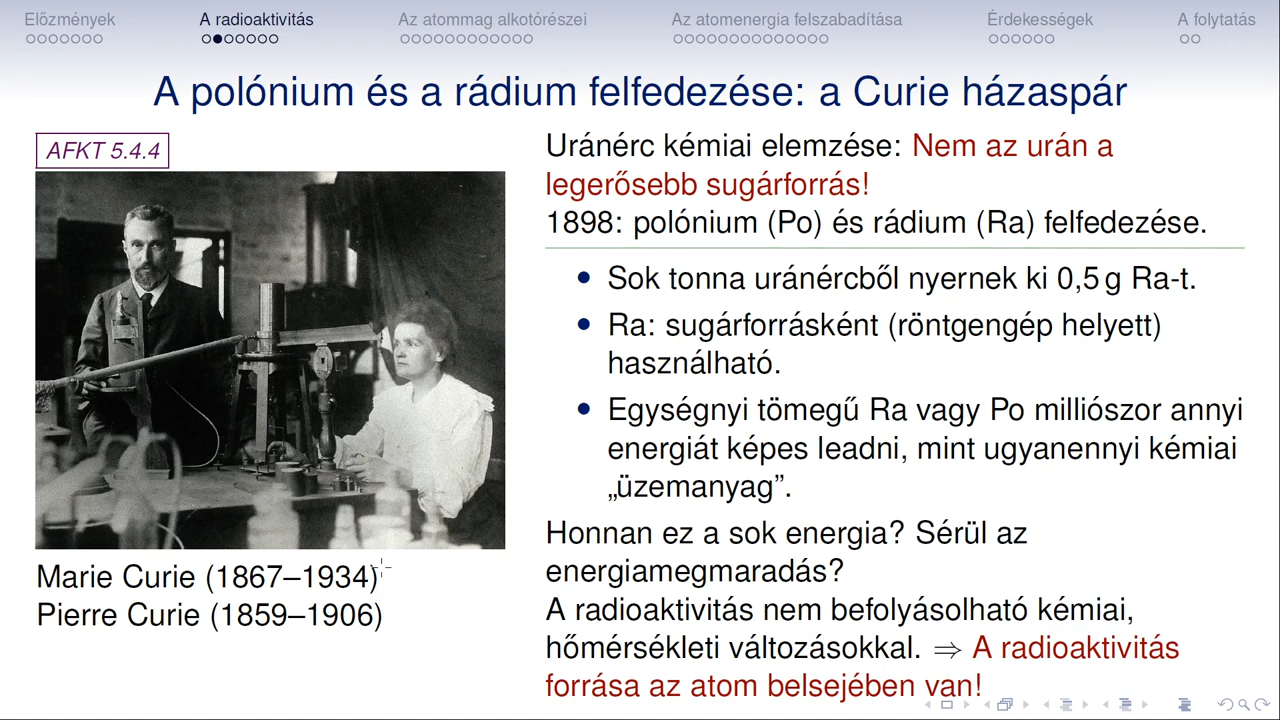 Előzmények
A radioaktivitás
Az atommag alkotórészei
Az atomenergia felszabadítása
Érdekességek
A folytatás
A polónium és a rádium felfedezése: a Curie házaspár
AFKT 5.4.4
Marie Curie (1867–1934)
Pierre Curie (1859–1906)
Uránérc kémiai elemzése: Nem az urán a
legerősebb sugárforrás!
1898: polónium (Po) és rádium (Ra) felfedezése.
• Sok tonna uránércből nyernek ki 0,5 g Ra-t.
• Ra: sugárforrásként (röntgengép helyett)
használható.
• Egységnyi tömegű Ra vagy Po milliószor annyi
energiát képes leadni, mint ugyanennyi kémiai
„üzemanyag”.
Honnan ez a sok energia? Sérül az
energiamegmaradás?
A radioaktivitás nem befolyásolható kémiai,
hőmérsékleti változásokkal. ⇒ A radioaktivitás
forrása az atom belsejében van!